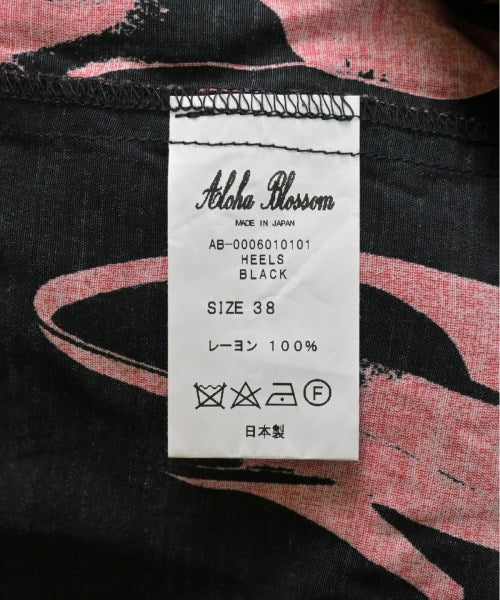 Aloha Blossom
MADE IN JAPAN
AB-0006010101
HEELS
BLACK
SIZE 38
レーヨン 100%
F
日本製